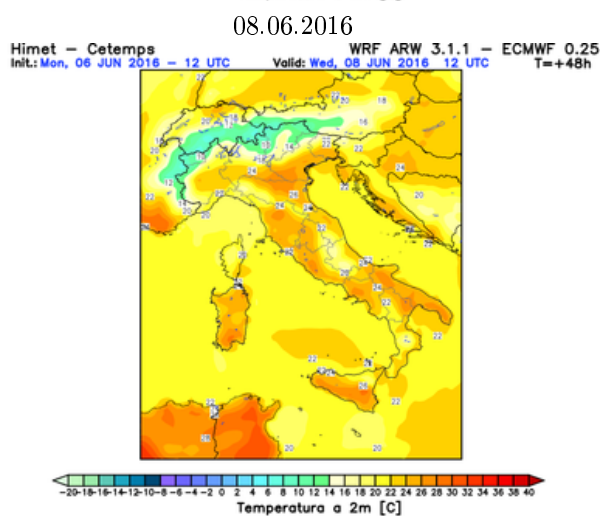 08.06.2016
Himet – Cetemps WRF ARW 3.1.1 – ECMWF 0.25
Init.: Mon, 06 JUN 2016 – 12 UTC Valid: Wed, 08 JUN 2016 12 UTC T=+48h
-20-18-16-14-12-10-8 -6 -4 -2 0 2 4 6 8 10 12 14 16 18 20 22 24 26 28 30 32 34 36 38 40
Temperatura a 2m [C]